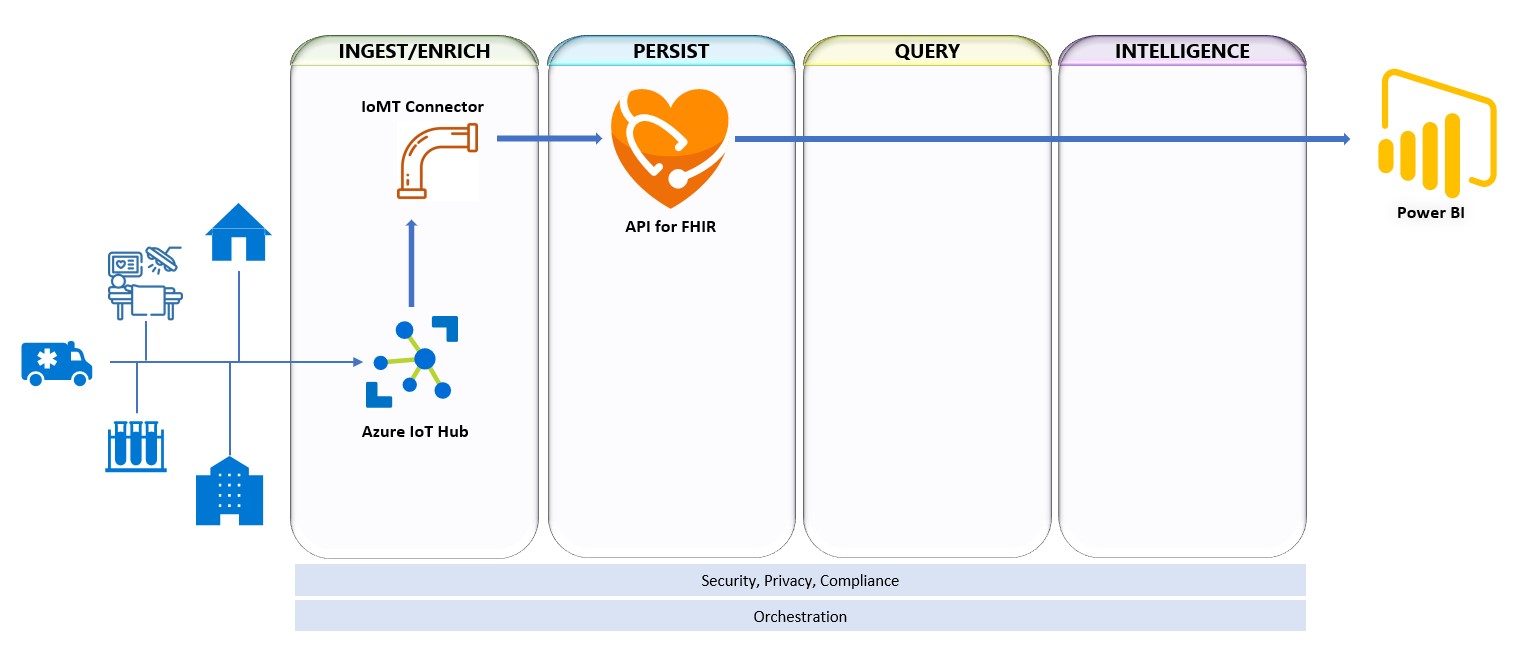 INGEST/ENRICH
PERSIST
QUERY
INTELLIGENCE
IoMT Connector
API for FHIR
Power BI
Azure IoT Hub
Security, Privacy, Compliance
Orchestration